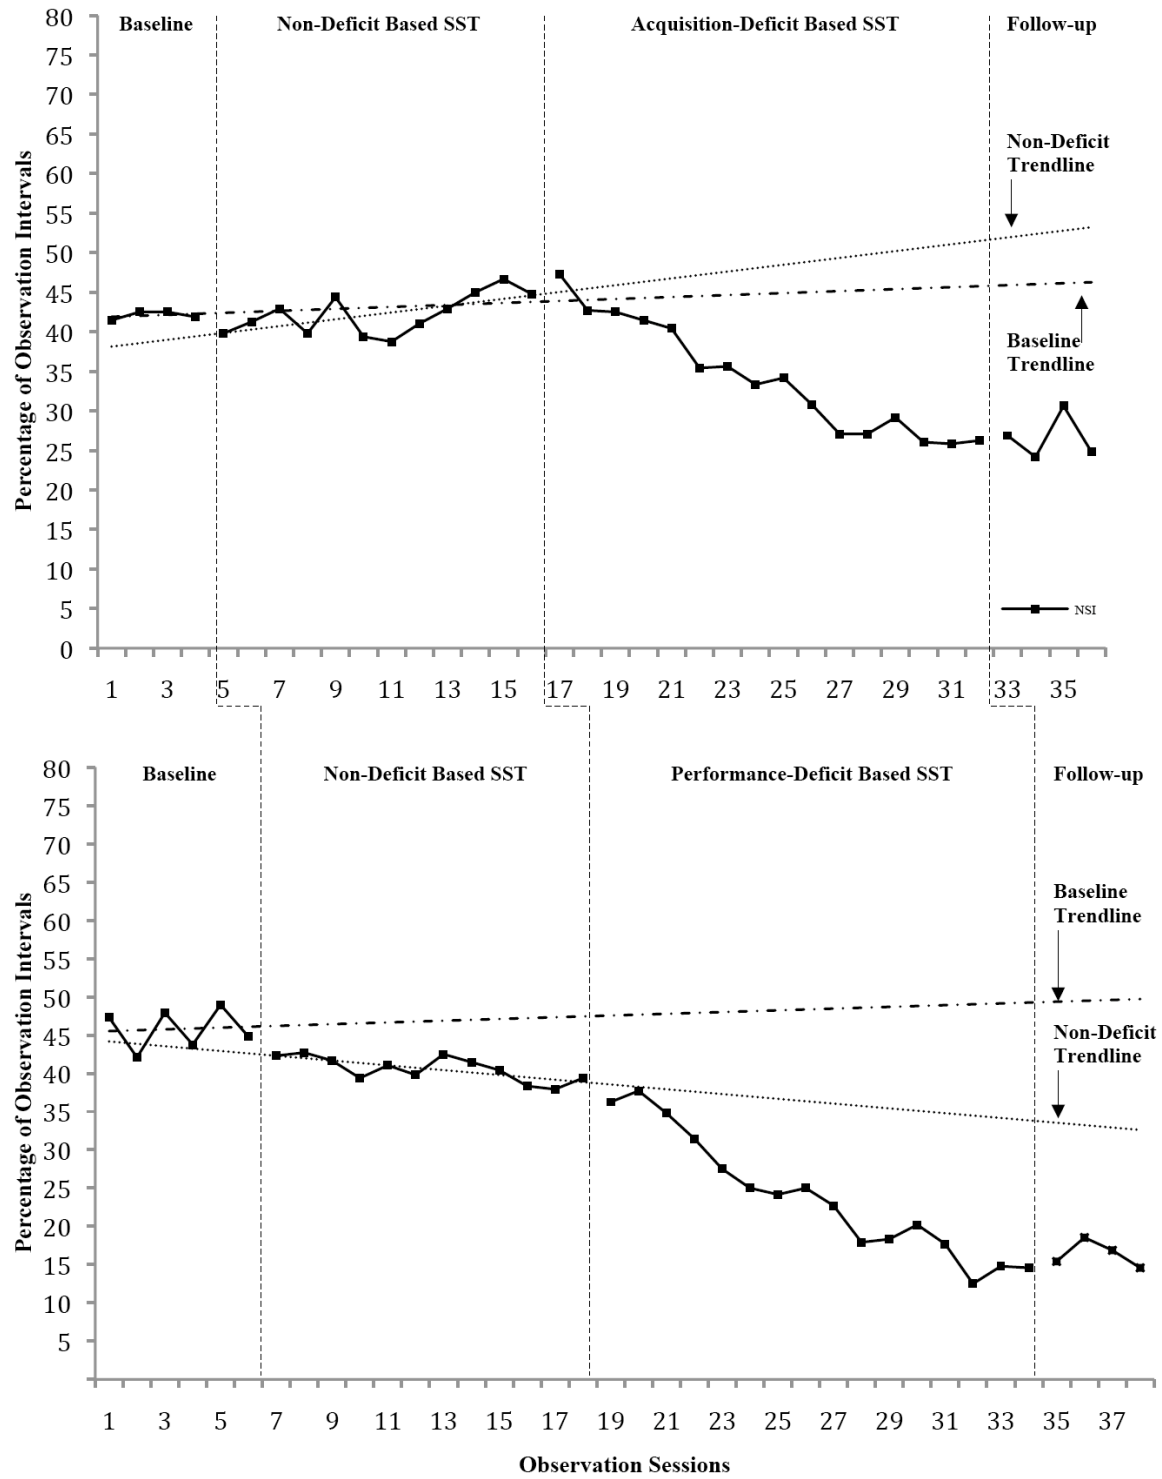 80
Baseline
Non-Deficit Based SST
Acquisition-Deficit Based SST
Follow-up
75
70
65
60
55
50
45
40
35
30
25
20
15
10
5
0
Percentage of Observation Intervals
Non-Deficit
Trendline
Baseline
Trendline
NSI
1 3 5 7 9 11 13 15 17 19 21 23 25 27 29 31 33 35
80
Baseline
Non-Deficit Based SST
Performance-Deficit Based SST
Follow-up
75
70
65
60
55
50
45
40
35
30
25
20
15
10
5
Percentage of Observation Intervals
Baseline
Trendline
Non-Deficit
Trendline
1 3 5 7 9 11 13 15 17 19 21 23 25 27 29 31 33 35 37
Observation Sessions